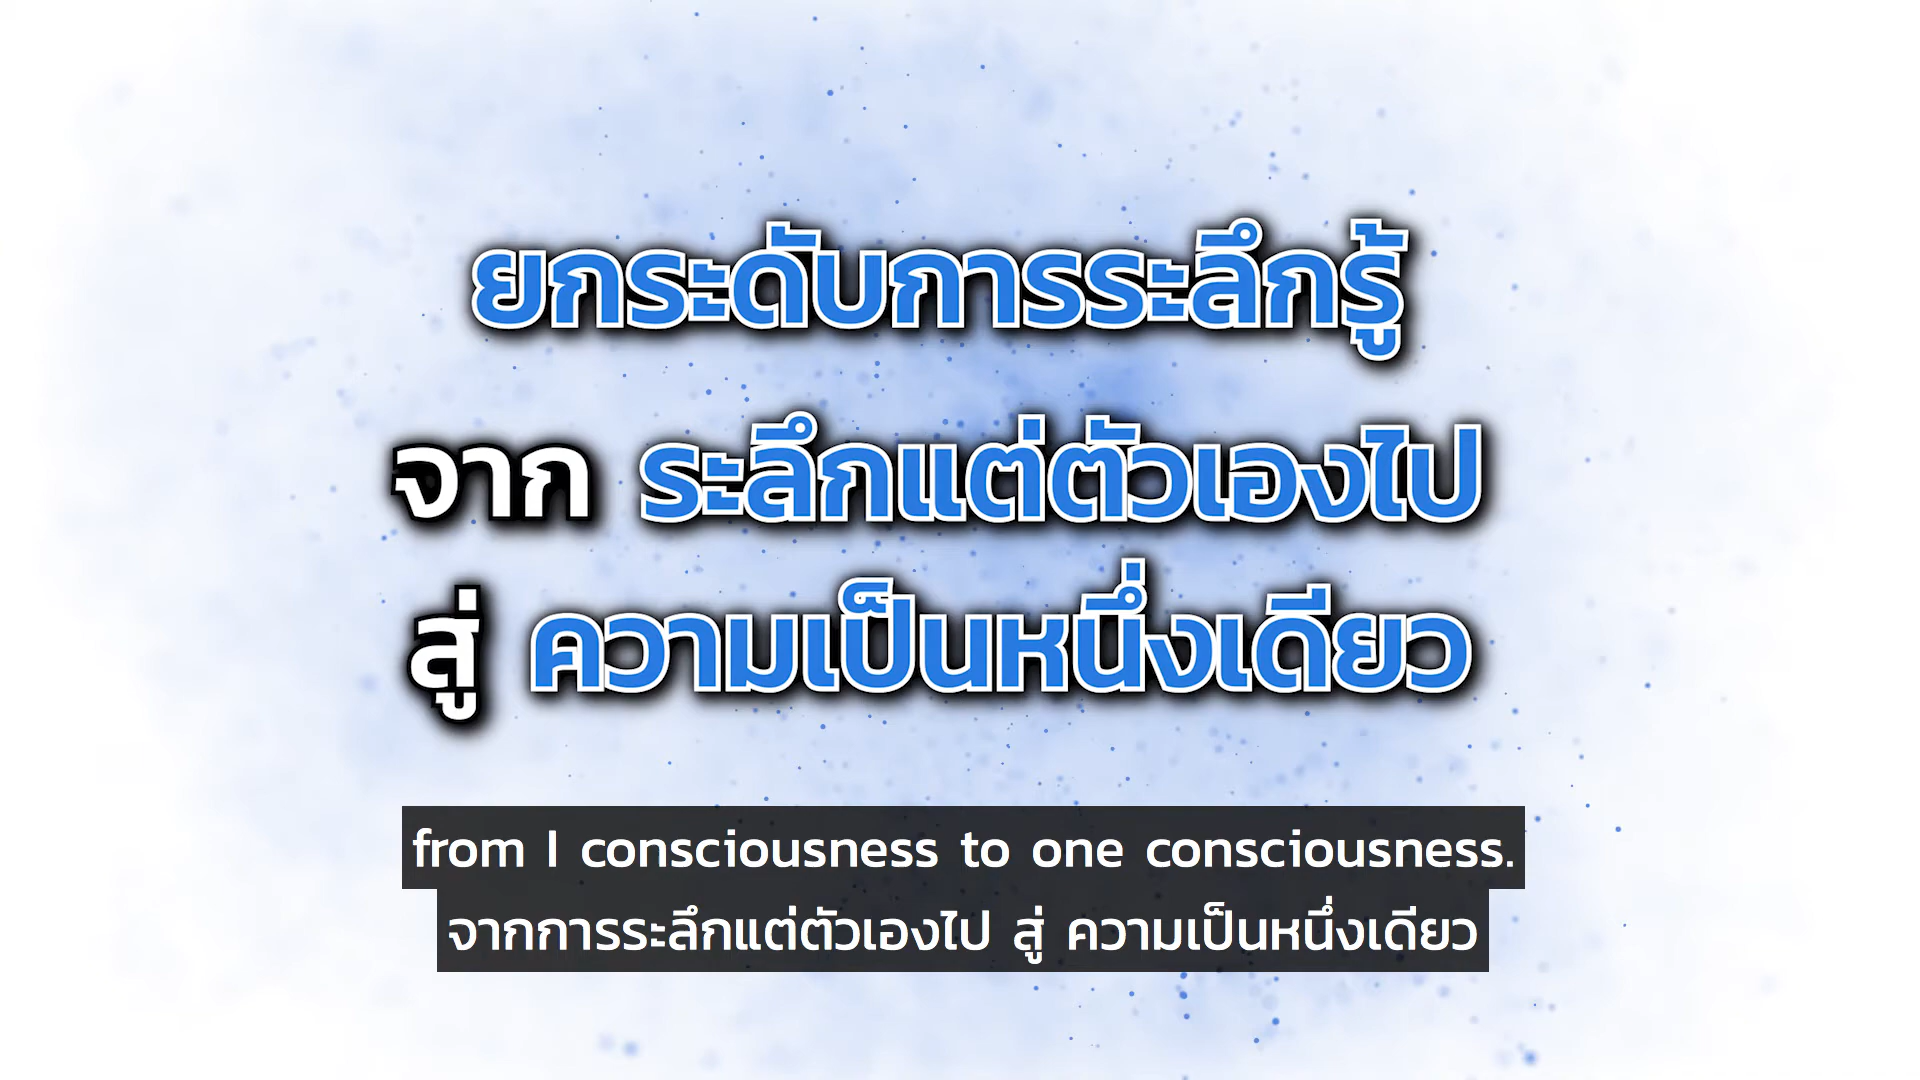 ยกระดับการระลึกรู้
จาก ระลึกแต่ตัวเองไป
สู่ ความเป็นหนึ่งเดียว
from I consciousness to one consciousness.
จากการระลึกแต่ตัวเองไป สู่ ความเป็นหนึ่งเดียว